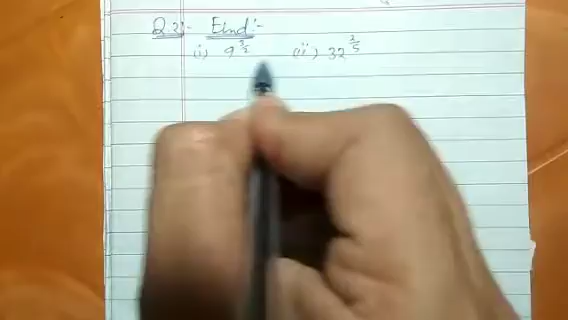 Q.2:- Find:-
(i) 9^3/2 (ii) 32^2/5